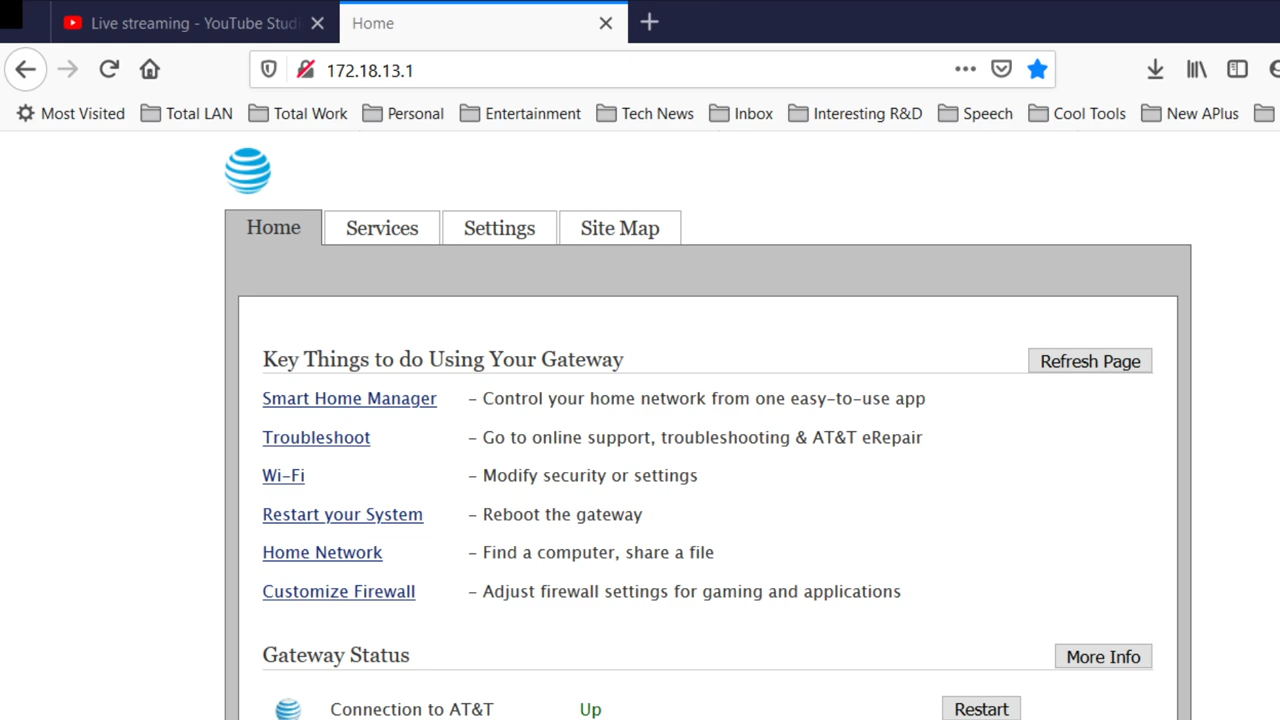 Live streaming - YouTube Studi
Home
172.18.13.1
Most Visited Total LAN Total Work Personal Entertainment Tech News Inbox Interesting R&D Speech Cool Tools New APlus
Home Services Settings Site Map
Key Things to do Using Your Gateway Refresh Page
Smart Home Manager – Control your home network from one easy-to-use app
Troubleshoot – Go to online support, troubleshooting & AT&T eRepair
Wi-Fi – Modify security or settings
Restart your System – Reboot the gateway
Home Network – Find a computer, share a file
Customize Firewall – Adjust firewall settings for gaming and applications
Gateway Status More Info
Connection to AT&T Up Restart